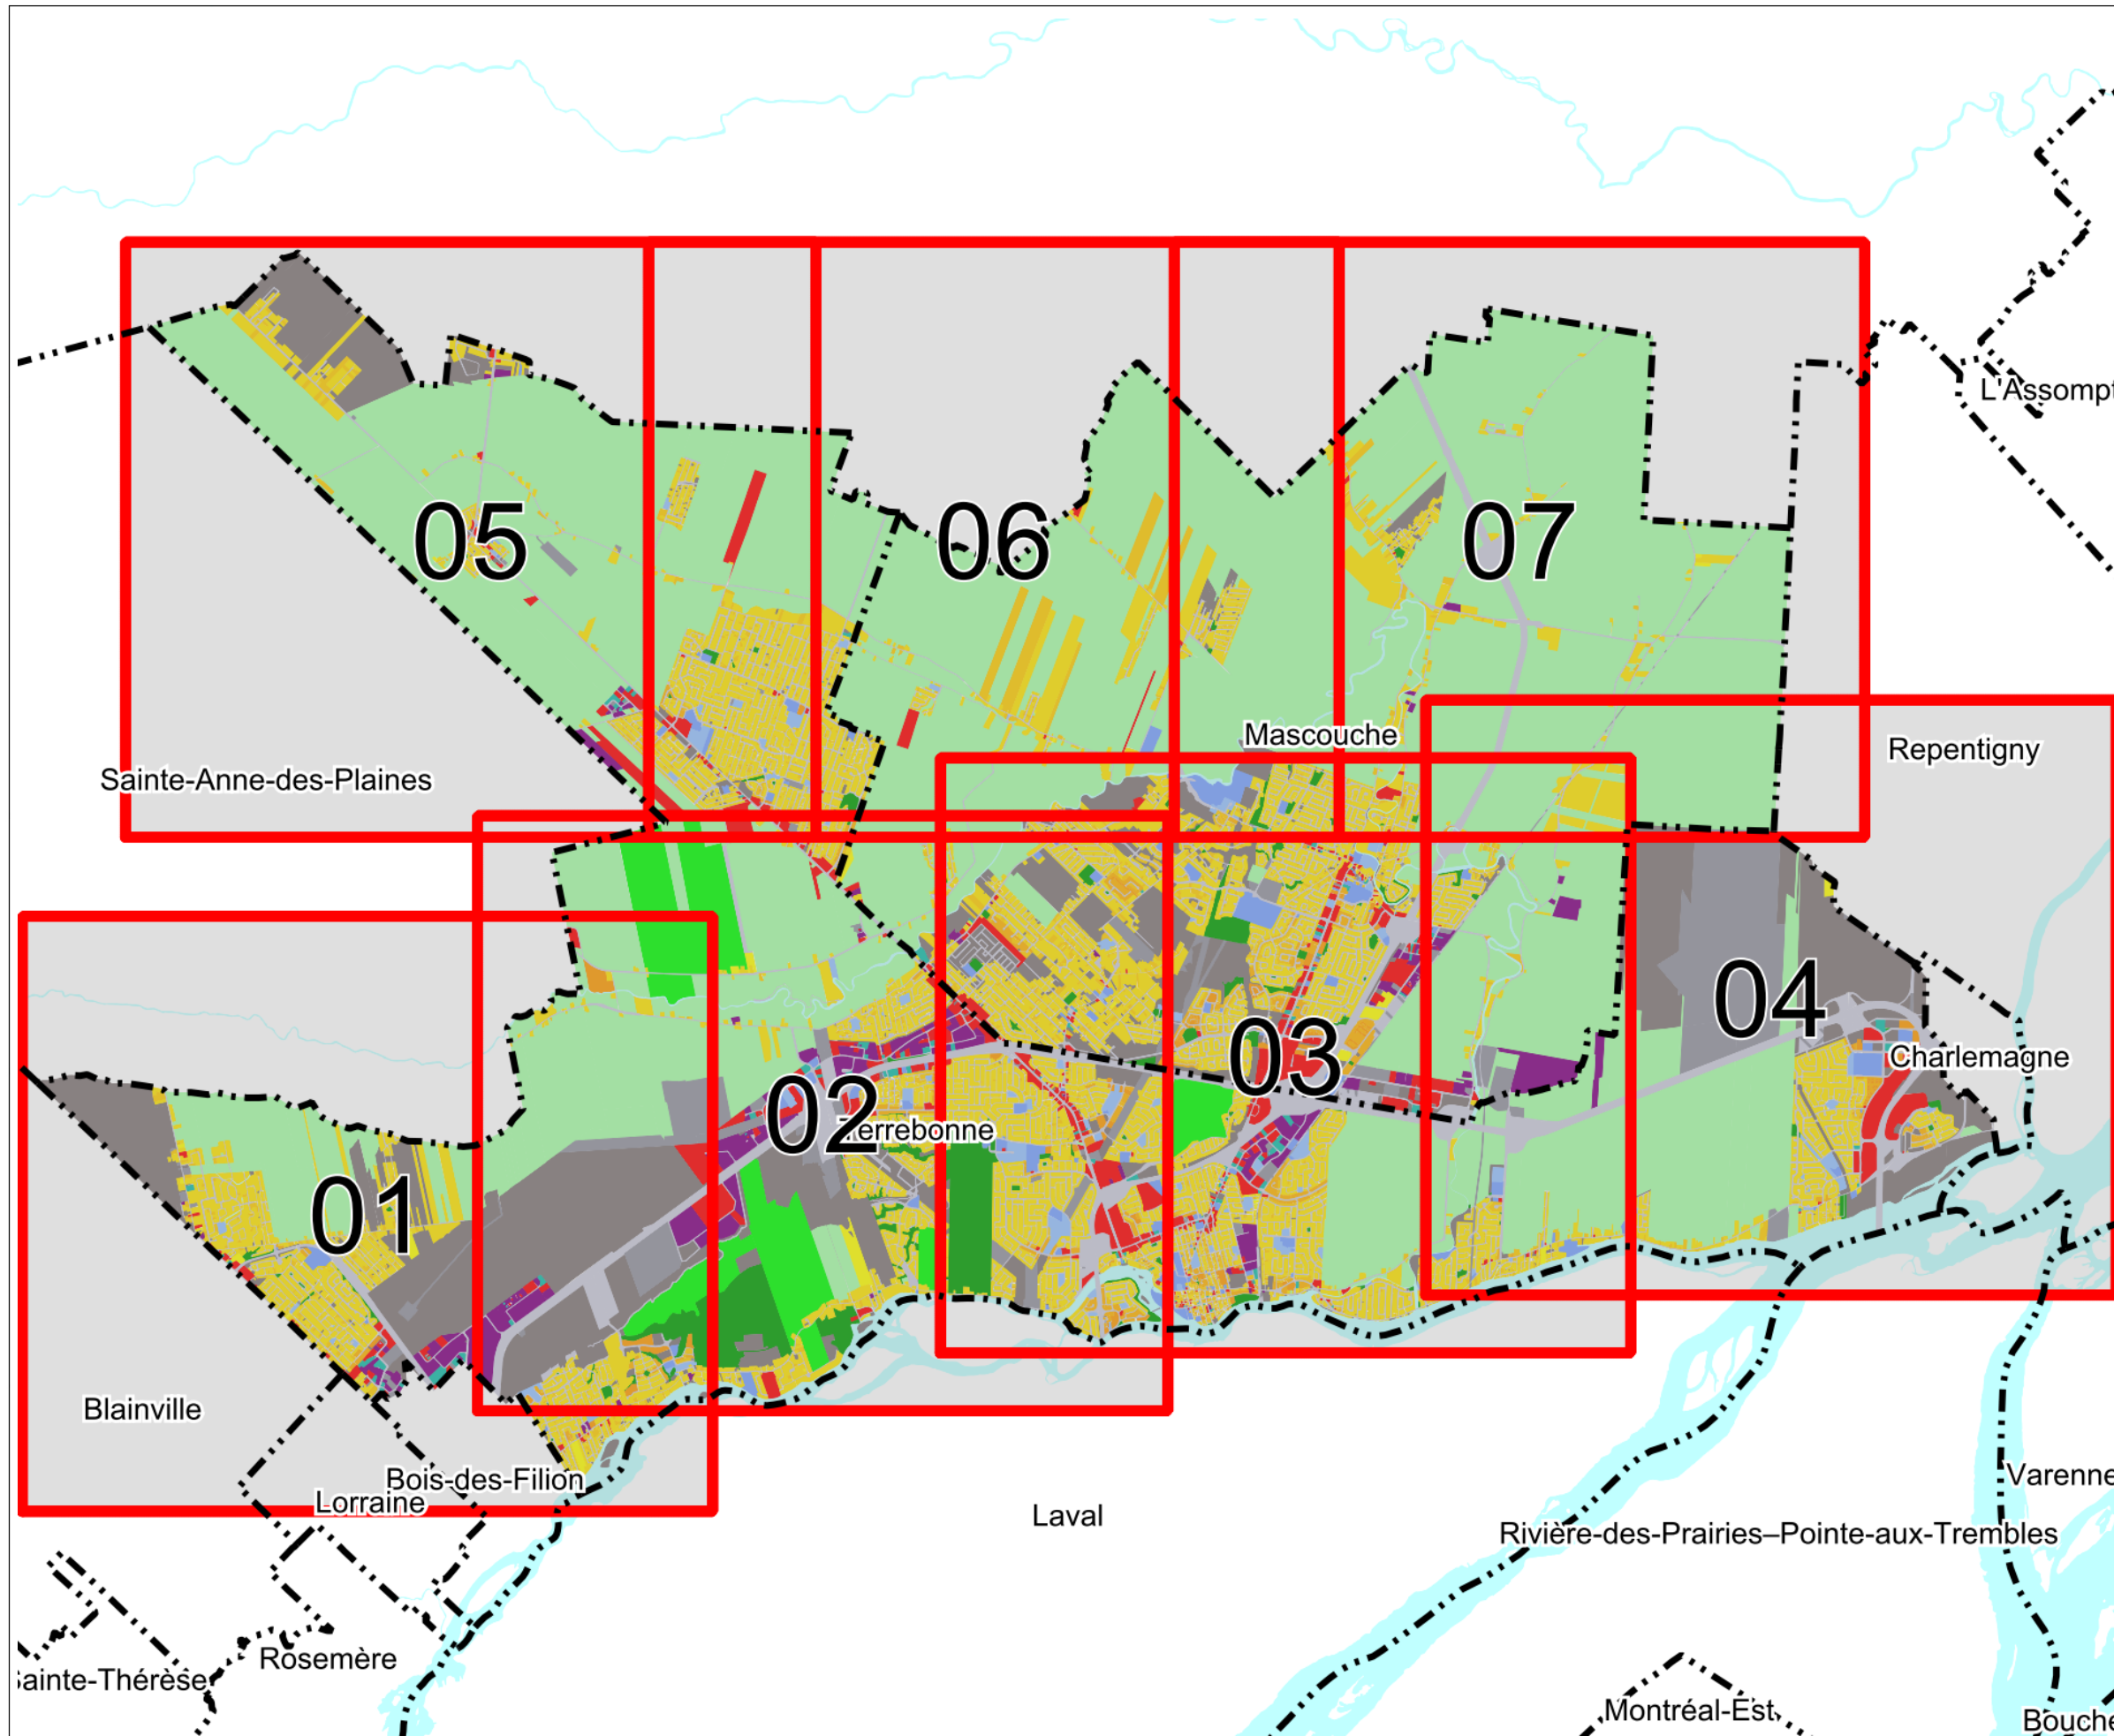 L'Assompt
05
06
07
Mascouche
Repentigny
Sainte-Anne-des-Plaines
04
03
Charlemagne
02
Terrebonne
01
Blainville
Bois-des-Filion
Lorraine
Laval
Varenne
Rivière-des-Prairies–Pointe-aux-Trembles
Rosemère
Sainte-Thérèse
Montréal-Est
Bouche